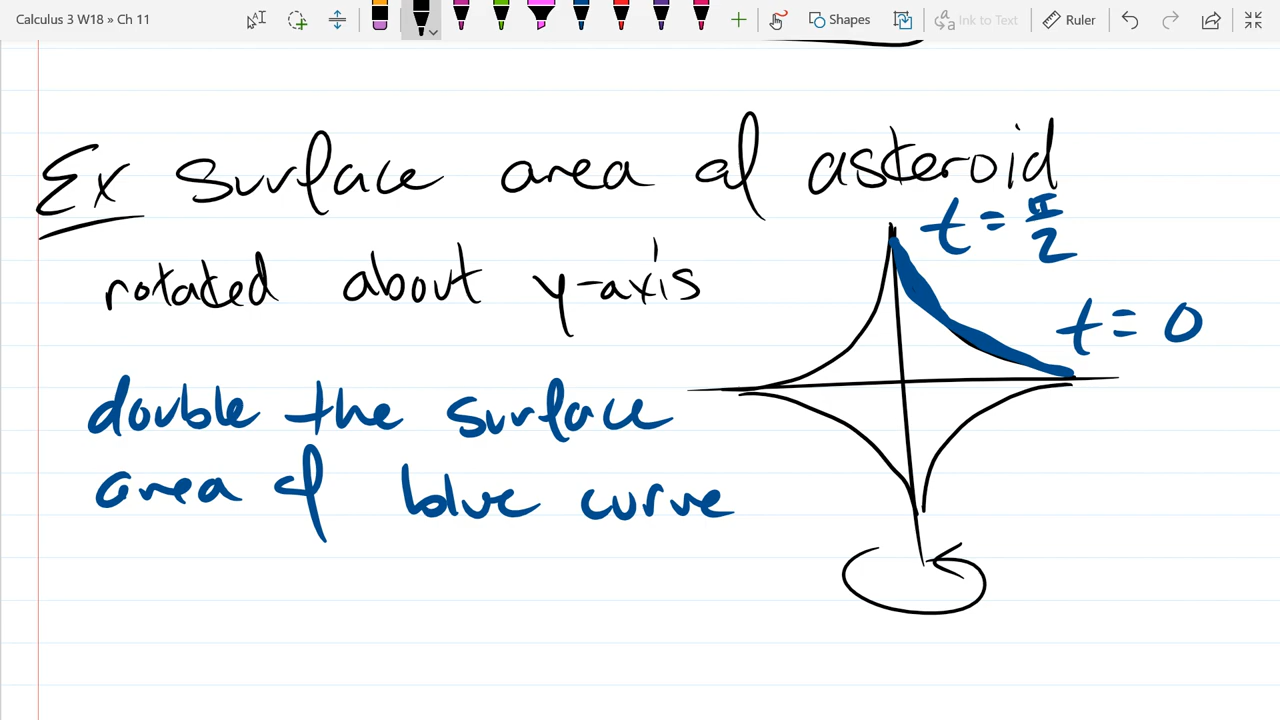 Calculus 3 W18 » Ch 11
Shapes
Ink to Text
Ruler
Ex surface area of asteroid
rotated about y-axis
t = π/2
t = 0
double the surface
area of blue curve